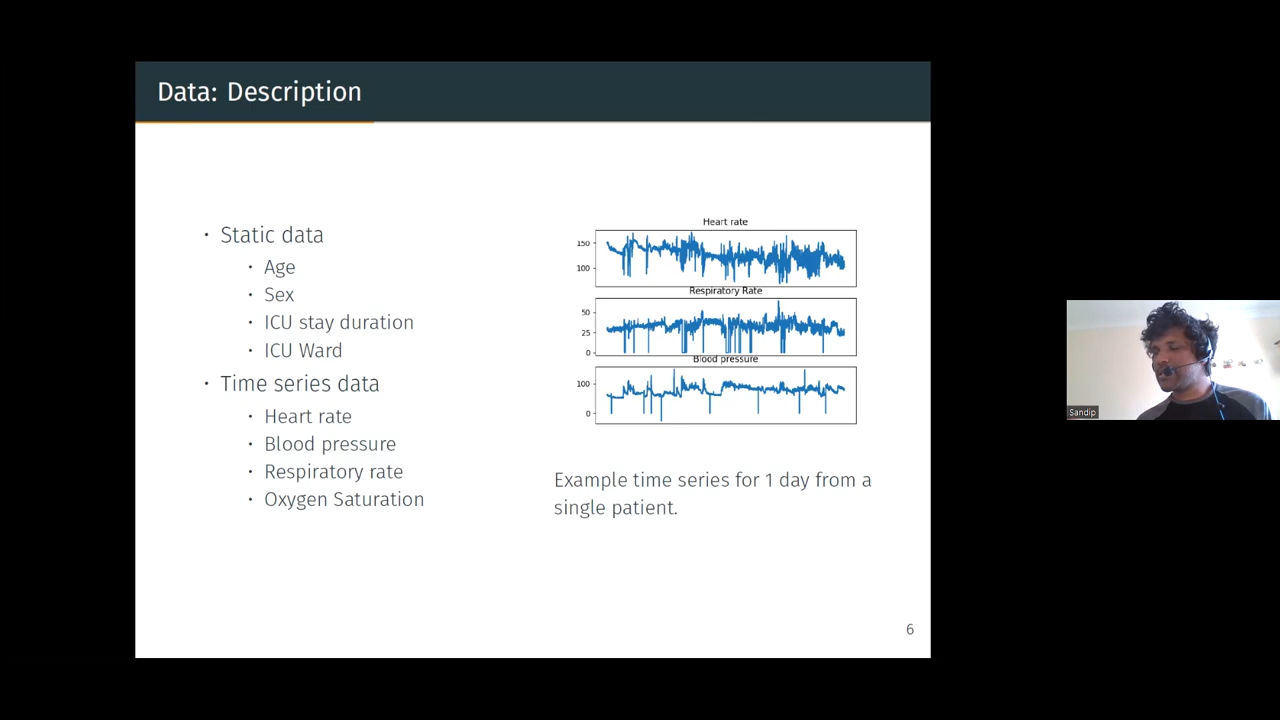 Data: Description
· Static data
· Age
· Sex
· ICU stay duration
· ICU Ward
· Time series data
· Heart rate
· Blood pressure
· Respiratory rate
· Oxygen Saturation
Heart rate
150
100
Respiratory Rate
50
25
0
Blood pressure
100
0
Example time series for 1 day from a
single patient.
6
Sandip